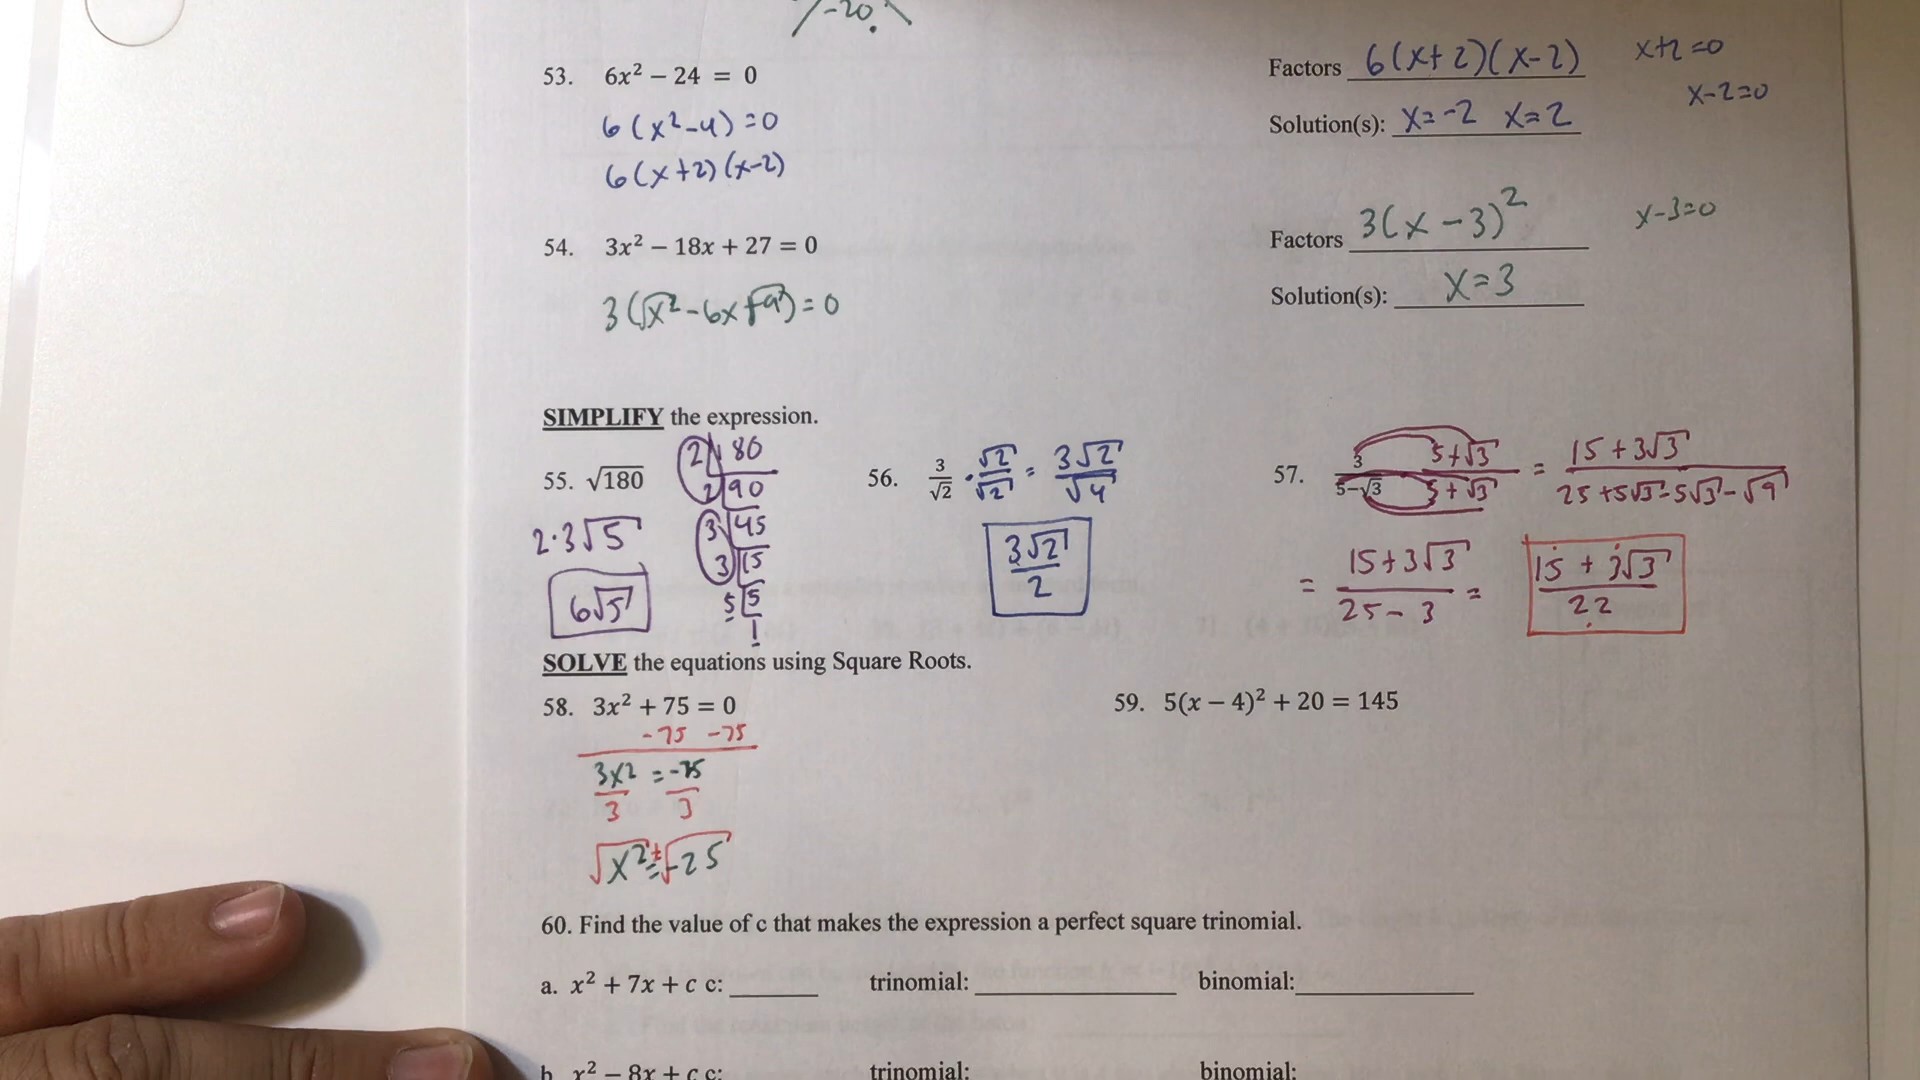 -20.
53. 6x² − 24 = 0
6(x²-4)=0
6(x+2)(x-2)
Factors 6(x+2)(x-2)
x+2=0
x-2=0
Solution(s): x=-2 x=2
54. 3x² − 18x + 27 = 0
3(√x²-6x+√9)=0
Factors 3(x-3)²
x-3=0
Solution(s): x=3
SIMPLIFY the expression.
55. √180
2 180
2 90
3 45
3 15
5 5
1
2·3√5
6√5
56. 3/√2 · √2/√2 = 3√2/√4
3√2/2
57. 3/(5−√3) (5+√3)/(5+√3) = (15+3√3)/(25+5√3-5√3-√9)
= (15+3√3)/(25-3) = (15+3√3)/22
SOLVE the equations using Square Roots.
58. 3x² + 75 = 0
-75 -75
3x²/3 = -75/3
√x² = ±√-25
59. 5(x − 4)² + 20 = 145
60. Find the value of c that makes the expression a perfect square trinomial.
a. x² + 7x + c c: ______ trinomial: ______ binomial: ______
b x² − 8x + c c: trinomial: binomial: